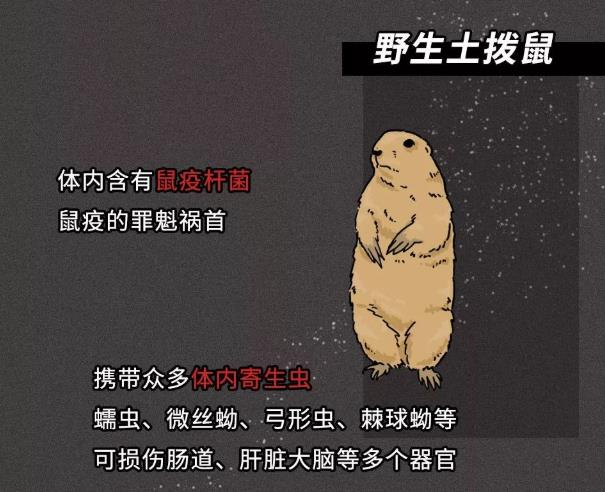 野生土拨鼠
体内含有鼠疫杆菌
鼠疫的罪魁祸首
携带众多体内寄生虫
蠕虫、微丝蚴、弓形虫、棘球蚴等
可损伤肠道、肝脏大脑等多个器官